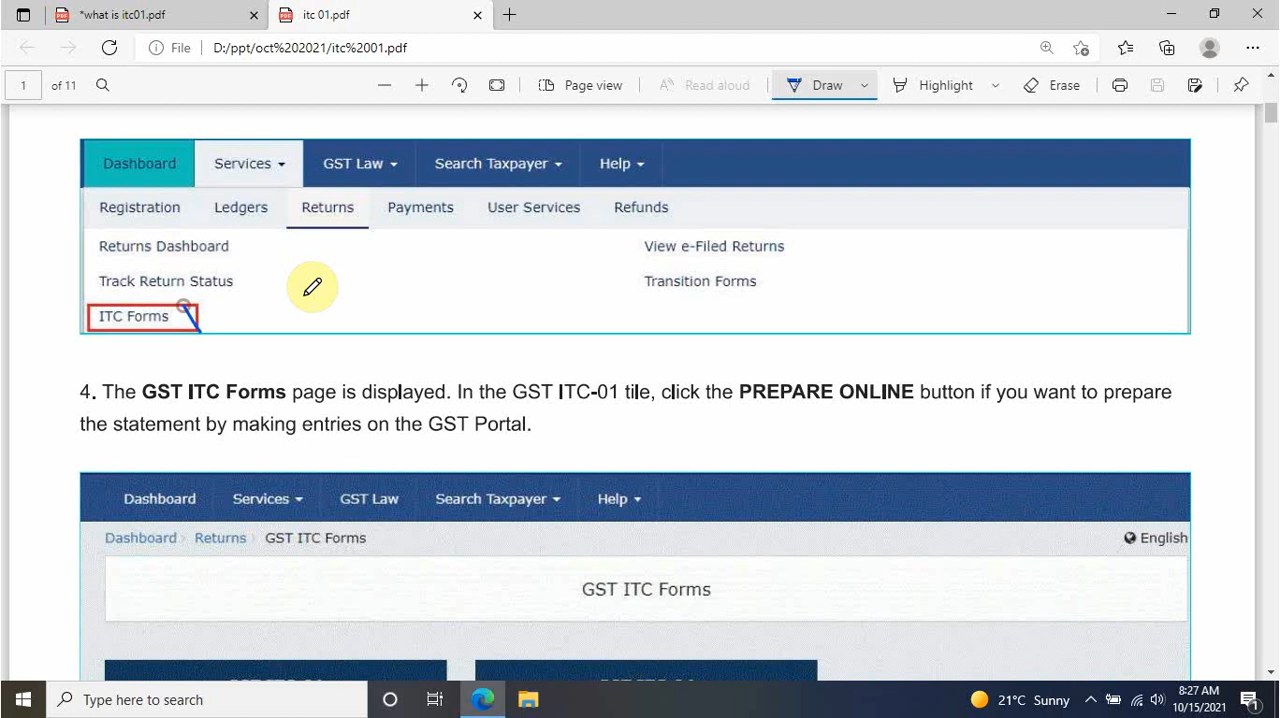 *what is itc01.pdf
itc 01.pdf
File D:/ppt/oct%202021/itc%2001.pdf
1 of 11 Page view Read aloud Draw Highlight Erase
Dashboard Services GST Law Search Taxpayer Help
Registration Ledgers Returns Payments User Services Refunds
Returns Dashboard View e-Filed Returns
Track Return Status Transition Forms
ITC Forms
4. The GST ITC Forms page is displayed. In the GST ITC-01 tile, click the PREPARE ONLINE button if you want to prepare
the statement by making entries on the GST Portal.
Dashboard Services GST Law Search Taxpayer Help
Dashboard Returns GST ITC Forms English
GST ITC Forms
Type here to search 21°C Sunny 8:27 AM
10/15/2021 1